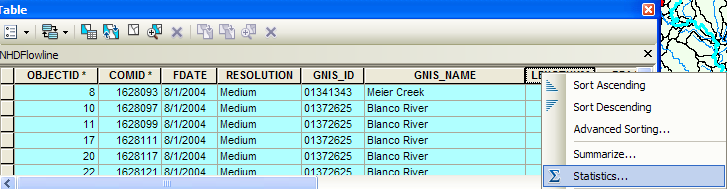 Table
NHDFlowline
OBJECTID * COMID * FDATE RESOLUTION GNIS_ID GNIS_NAME
8 1628093 8/1/2004 Medium 01341343 Meier Creek
10 1628097 8/1/2004 Medium 01372625 Blanco River
11 1628099 8/1/2004 Medium 01372625 Blanco River
17 1628111 8/1/2004 Medium 01372625 Blanco River
20 1628117 8/1/2004 Medium 01372625 Blanco River
22 1628121 8/1/2004 Medium 01372625 Blanco River
Sort Ascending
Sort Descending
Advanced Sorting...
Summarize...
Σ Statistics...